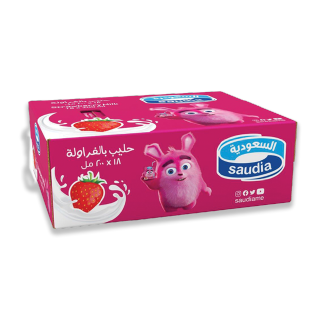 حليب بالفراولة
١٨ x ٢٠٠ مل
السعودية
saudia
saudiame